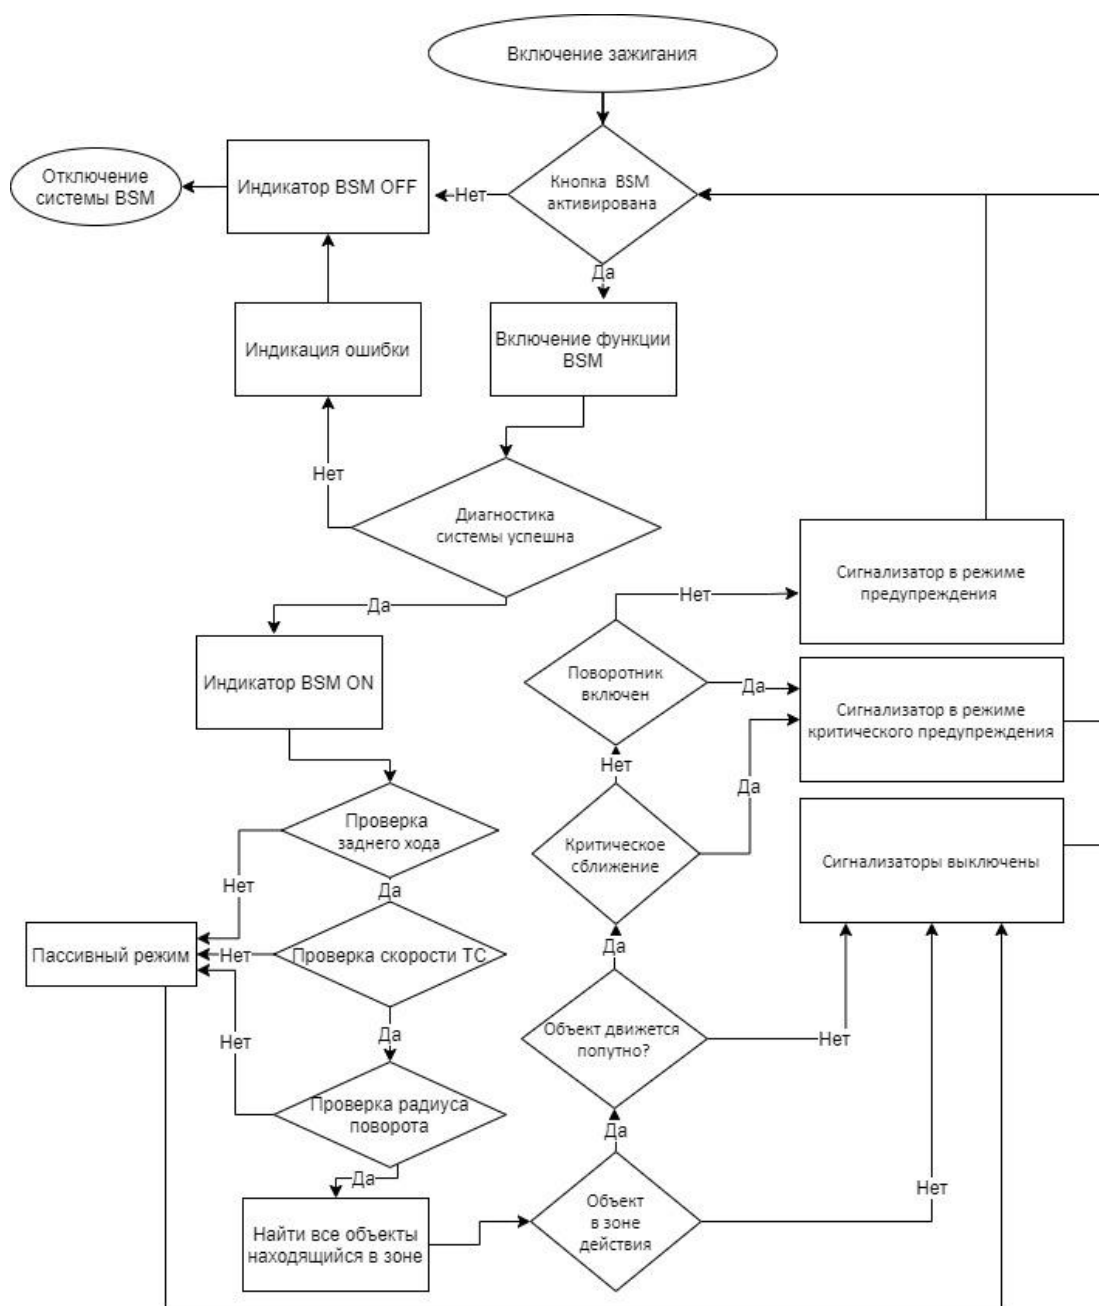 Включение зажигания
Кнопка BSM
активирована
Нет
Индикатор BSM OFF
Отключение
системы BSM
Да
Включение функции
BSM
Индикация ошибки
Нет
Диагностика
системы успешна
Да
Индикатор BSM ON
Проверка
заднего хода
Нет
Да
Пассивный режим
Нет
Проверка скорости ТС
Да
Нет
Проверка радиуса
поворота
Да
Найти все объекты
находящийся в зоне
Объект
в зоне
действия
Нет
Да
Объект движется
попутно?
Нет
Да
Критическое
сближение
Да
Нет
Поворотник
включен
Да
Нет
Сигнализатор в режиме
предупреждения
Сигнализатор в режиме
критического предупреждения
Сигнализаторы выключены